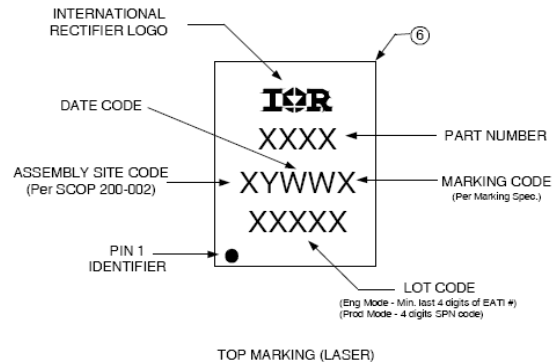 INTERNATIONAL
RECTIFIER LOGO
6
IOR
DATE CODE
XXXX
PART NUMBER
ASSEMBLY SITE CODE
(Per SCOP 200-002)
XYWWX
MARKING CODE
(Per Marking Spec.)
XXXXX
PIN 1
IDENTIFIER
LOT CODE
(Eng Mode - Min. last 4 digits of EATI #)
(Prod Mode - 4 digits SPN code)
TOP MARKING (LASER)